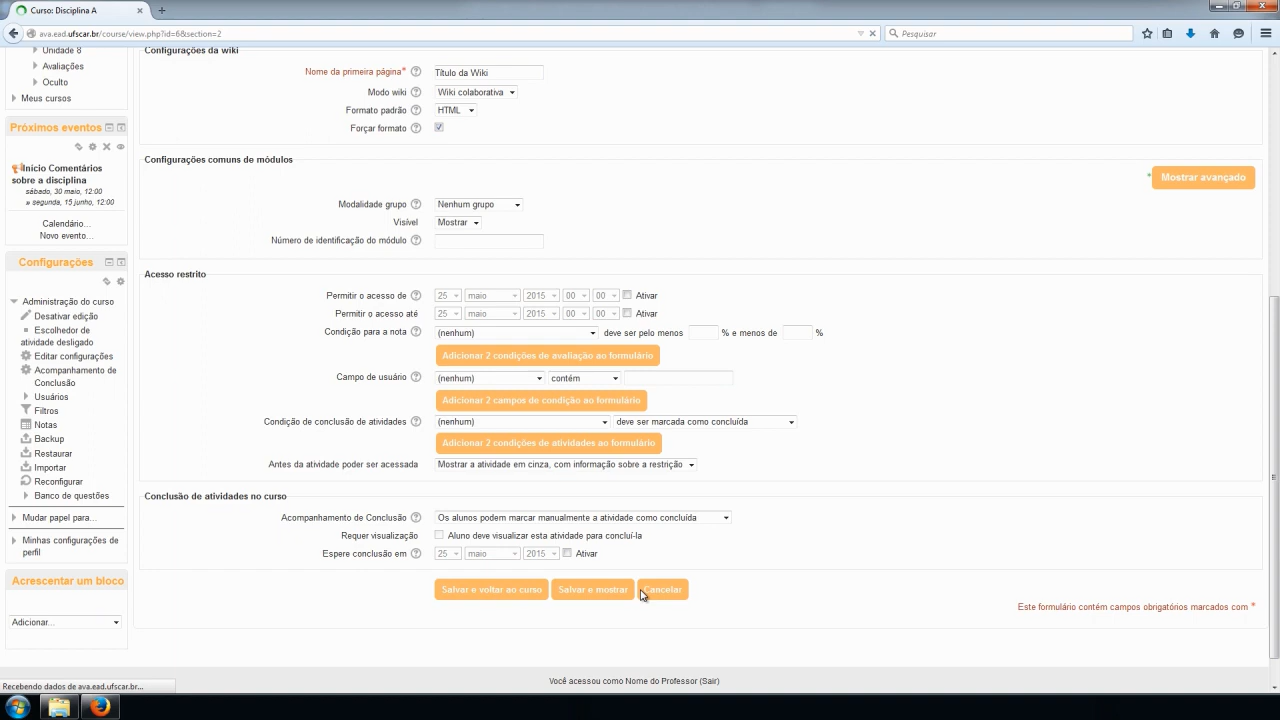 Curso: Disciplina A
ava.ead.ufscar.br/course/view.php?id=6&section=2
Pesquisar
Unidade 8
Avaliações
Oculto
Meus cursos
Próximos eventos
Início Comentários
sobre a disciplina
sábado, 30 maio, 12:00
» segunda, 15 junho, 12:00
Calendário...
Novo evento...
Configurações
Administração do curso
Desativar edição
Escolhedor de
atividade desligado
Editar configurações
Acompanhamento de
Conclusão
Usuários
Filtros
Notas
Backup
Restaurar
Importar
Reconfigurar
Banco de questões
Mudar papel para...
Minhas configurações de
perfil
Acrescentar um bloco
Adicionar...
Configurações da wiki
Nome da primeira página* Título da Wiki
Modo wiki Wiki colaborativa
Formato padrão HTML
Forçar formato
Configurações comuns de módulos
* Mostrar avançado
Modalidade grupo Nenhum grupo
Visível Mostrar
Número de identificação do módulo
Acesso restrito
Permitir o acesso de 25 maio 2015 00 00 Ativar
Permitir o acesso até 25 maio 2015 00 00 Ativar
Condição para a nota (nenhum) deve ser pelo menos % e menos de %
Adicionar 2 condições de avaliação ao formulário
Campo de usuário (nenhum) contém
Adicionar 2 campos de condição ao formulário
Condição de conclusão de atividades (nenhum) deve ser marcada como concluída
Adicionar 2 condições de atividades ao formulário
Antes da atividade poder ser acessada Mostrar a atividade em cinza, com informação sobre a restrição
Conclusão de atividades no curso
Acompanhamento de Conclusão Os alunos podem marcar manualmente a atividade como concluída
Requer visualização Aluno deve visualizar esta atividade para concluí-la
Espere conclusão em 25 maio 2015 Ativar
Salvar e voltar ao curso Salvar e mostrar Cancelar
Este formulário contém campos obrigatórios marcados com *
Você acessou como Nome do Professor (Sair)
Recebendo dados de ava.ead.ufscar.br...